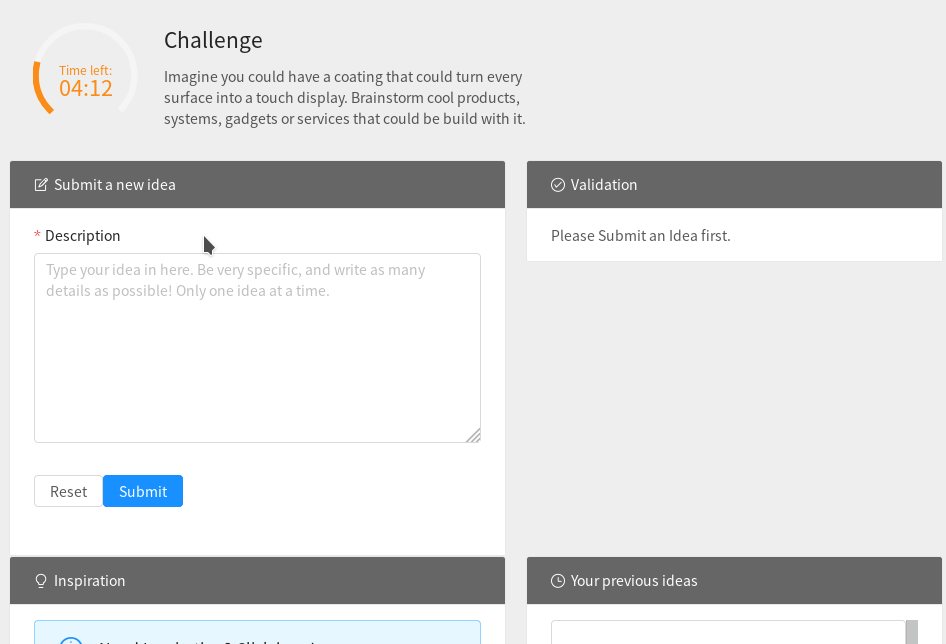 Challenge
Time left:
04:12
Imagine you could have a coating that could turn every
surface into a touch display. Brainstorm cool products,
systems, gadgets or services that could be build with it.
Submit a new idea
Validation
* Description
Please Submit an Idea first.
Type your idea in here. Be very specific, and write as many
details as possible! Only one idea at a time.
Reset
Submit
Inspiration
Your previous ideas